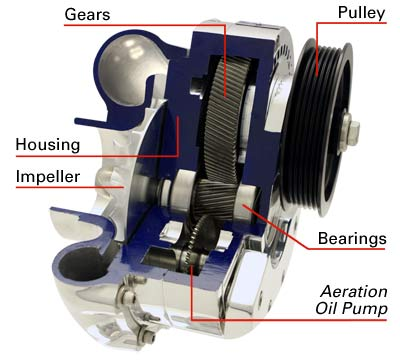 Gears
Pulley
Housing
Impeller
Bearings
Aeration
Oil Pump